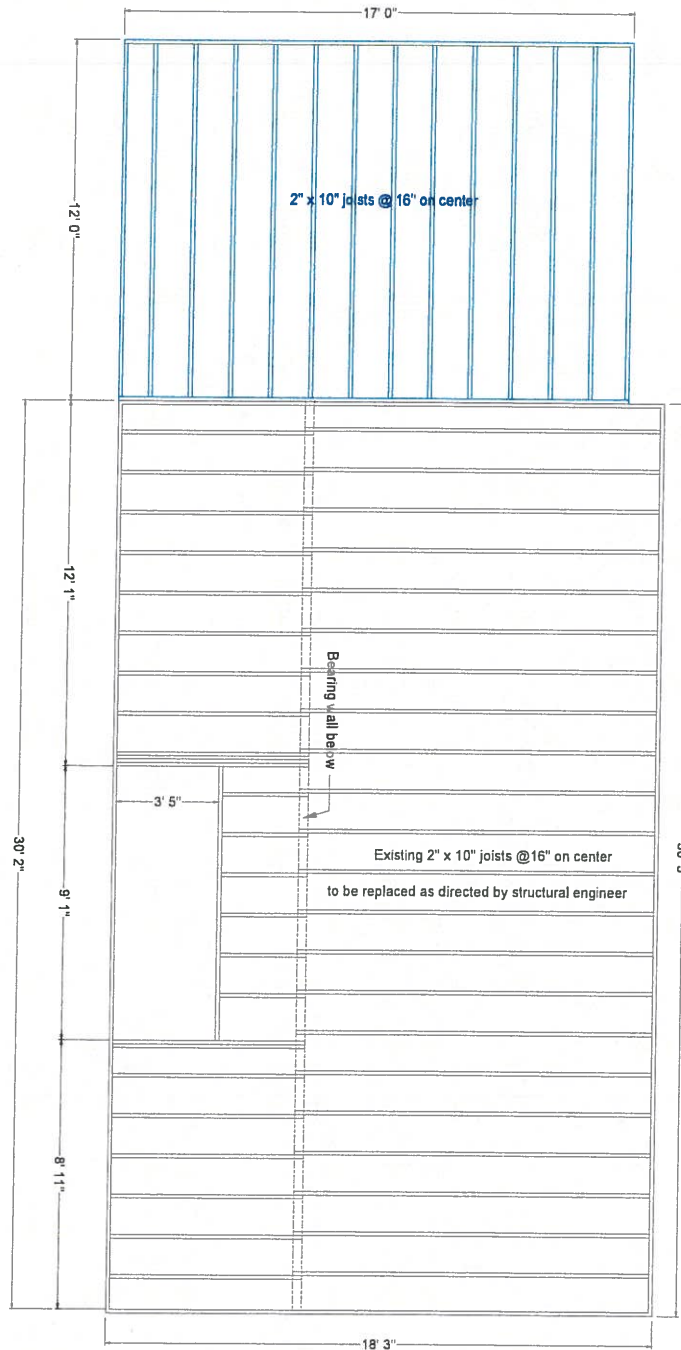 17' 0"
12' 0"
2" x 10" joists @ 16" on center
12' 1"
Bearing wall below
3' 5"
30' 2"
9' 1"
Existing 2" x 10" joists @16" on center
to be replaced as directed by structural engineer
8' 11"
18' 3"